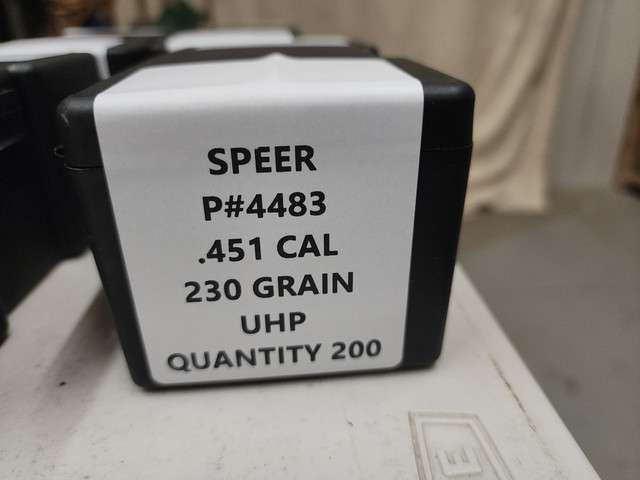 SPEER
P#4483
.451 CAL
230 GRAIN
UHP
QUANTITY 200
E